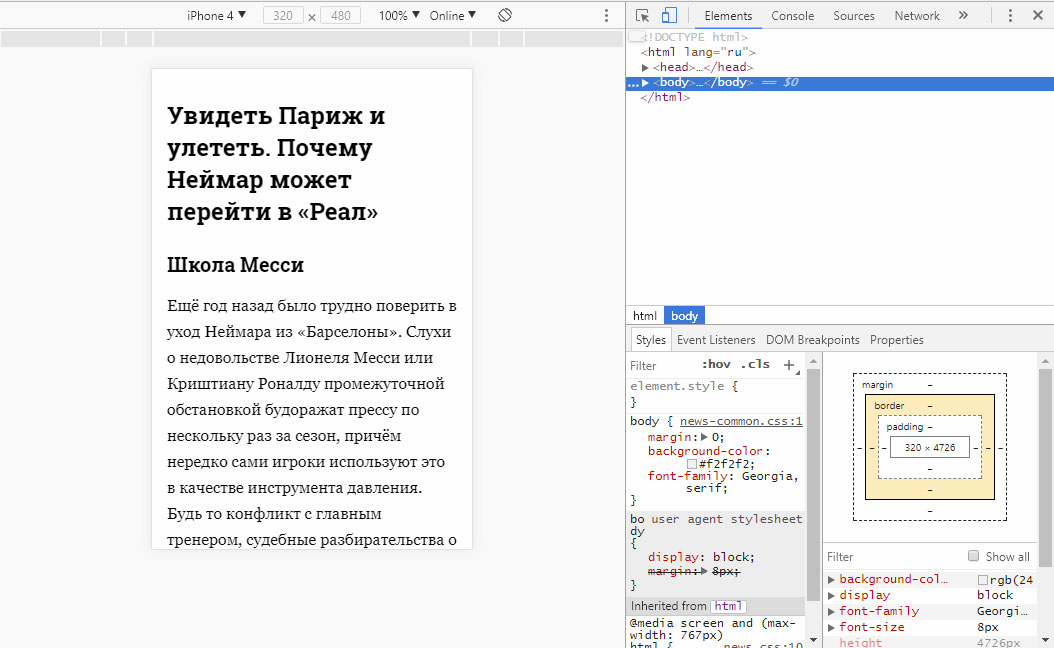 iPhone 4 ▼ 320 × 480 100% ▼ Online ▼
Увидеть Париж и
улететь. Почему
Неймар может
перейти в «Реал»
Школа Месси
Ещё год назад было трудно поверить в
уход Неймара из «Барселоны». Слухи
о недовольстве Лионеля Месси или
Криштиану Роналду промежуточной
обстановкой будоражат прессу по
нескольку раз за сезон, причём
нередко сами игроки используют это
в качестве инструмента давления.
Будь то конфликт с главным
тренером, судебные разбирательства о
Elements Console Sources Network »
<!DOCTYPE html>
<html lang="ru">
▶ <head>…</head>
… ▶ <body>…</body> == $0
</html>
html body
Styles Event Listeners DOM Breakpoints Properties
Filter :hov .cls +
element.style {
}
body { news-common.css:1
margin:▶ 0;
background-color:
#f2f2f2;
font-family: Georgia,
serif;
}
bo user agent stylesheet
dy
{
display: block;
margin:▶ 8px;
}
Inherited from html
@media screen and (max-
width: 767px)
html { news.css:10
margin –
border –
padding –
– – – 320 × 4726 – – –
–
–
–
Filter Show all
▶ background-col… rgb(24
▶ display block
▶ font-family Georgi…
▶ font-size 8px
height 4726px